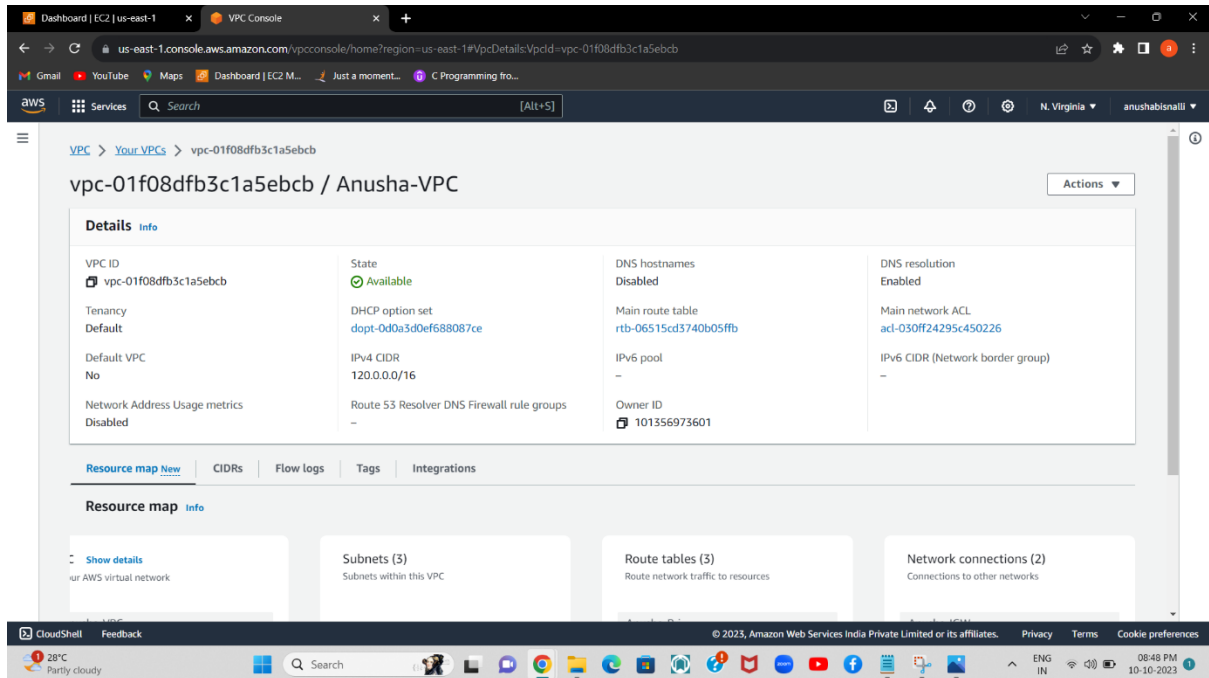 Dashboard | EC2 | us-east-1
VPC Console
us-east-1.console.aws.amazon.com/vpcconsole/home?region=us-east-1#VpcDetails:VpcId=vpc-01f08dfb3c1a5ebcb
a
Gmail YouTube Maps Dashboard | EC2 M... Just a moment... C Programming fro...
aws Services Search [Alt+S] N. Virginia anushabisnalli
VPC > Your VPCs > vpc-01f08dfb3c1a5ebcb
vpc-01f08dfb3c1a5ebcb / Anusha-VPC
Actions
Details Info
VPC ID State DNS hostnames DNS resolution
vpc-01f08dfb3c1a5ebcb Available Disabled Enabled
Tenancy DHCP option set Main route table Main network ACL
Default dopt-0d0a3d0ef688087ce rtb-06515cd3740b05ffb acl-030ff24295c450226
Default VPC IPv4 CIDR IPv6 pool IPv6 CIDR (Network border group)
No 120.0.0.0/16 – –
Network Address Usage metrics Route 53 Resolver DNS Firewall rule groups Owner ID
Disabled – 101356973601
Resource map New CIDRs Flow logs Tags Integrations
Resource map Info
Show details Subnets (3) Route tables (3) Network connections (2)
ur AWS virtual network Subnets within this VPC Route network traffic to resources Connections to other networks
CloudShell Feedback © 2023, Amazon Web Services India Private Limited or its affiliates. Privacy Terms Cookie preferences
1 28°C Search ENG 08:48 PM
Partly cloudy IN 10-10-2023 1